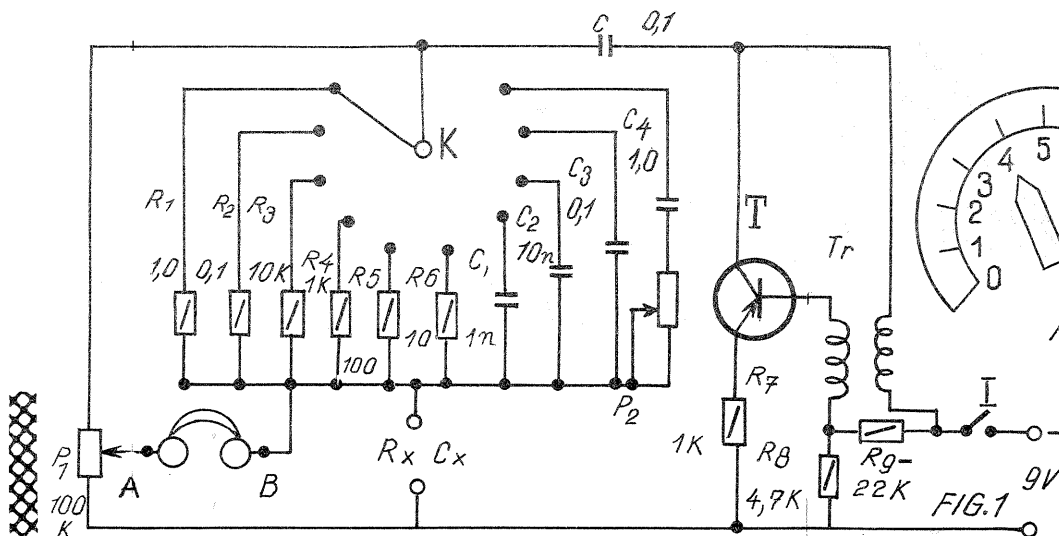 C 0,1
K
C4
1,0
C3
0,1
C2
10n
C1
R1
1,0
R2
0,1
R3
10K
R4
1K
R5
100
R6
10
1n
T
Tr
5
4
3
2
1
0
P1
100
K
A
B
Rx Cx
P2
R7
1K
R8
4,7K
R9
22K
I
-
9V
FIG.1